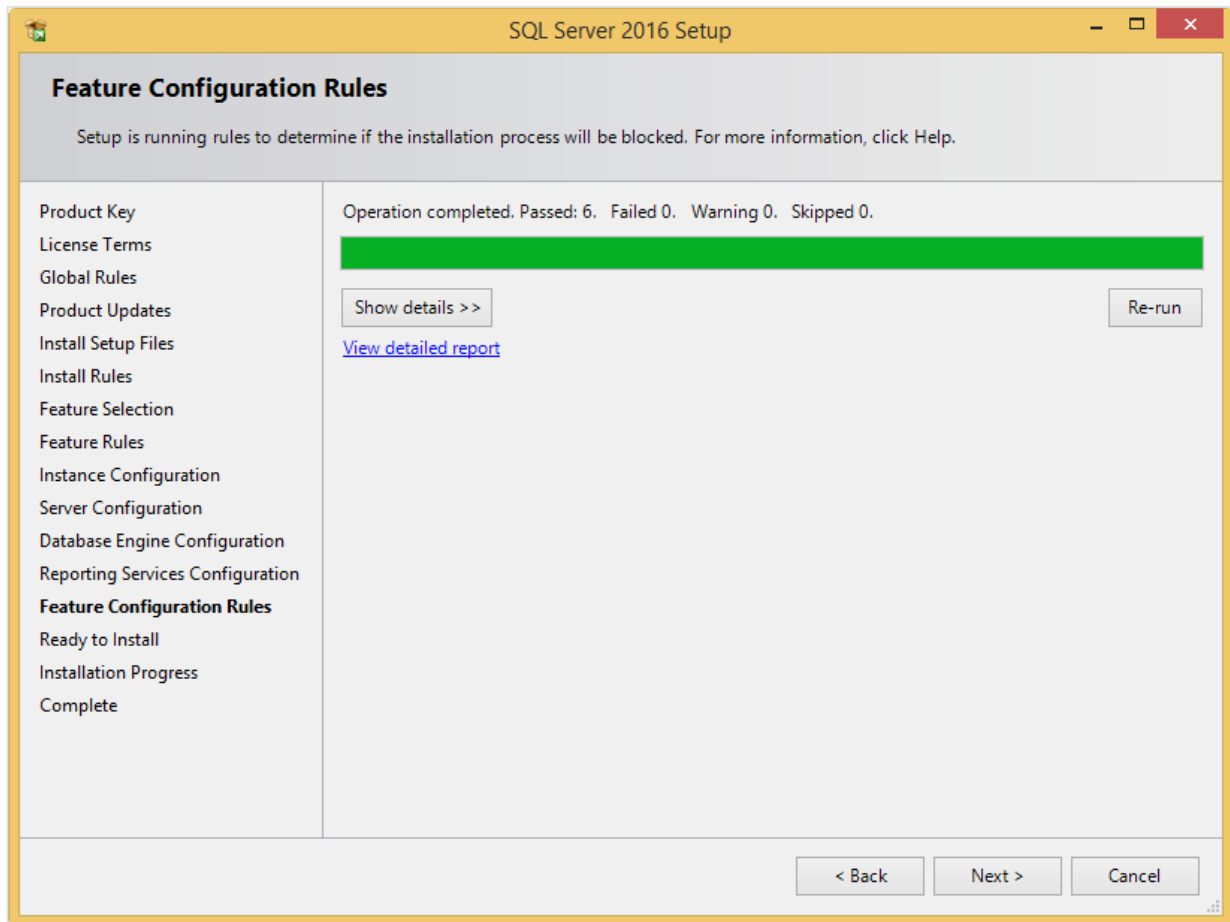 SQL Server 2016 Setup
Feature Configuration Rules
Setup is running rules to determine if the installation process will be blocked. For more information, click Help.
Product Key
License Terms
Global Rules
Product Updates
Install Setup Files
Install Rules
Feature Selection
Feature Rules
Instance Configuration
Server Configuration
Database Engine Configuration
Reporting Services Configuration
Feature Configuration Rules
Ready to Install
Installation Progress
Complete
Operation completed. Passed: 6. Failed 0. Warning 0. Skipped 0.
Show details >>
Re-run
View detailed report
< Back
Next >
Cancel